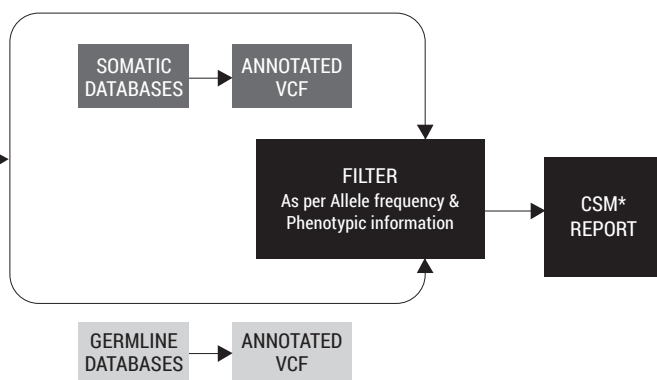 SOMATIC
DATABASES
ANNOTATED
VCF
FILTER
As per Allele frequency &
Phenotypic information
CSM*
REPORT
GERMLINE
DATABASES
ANNOTATED
VCF